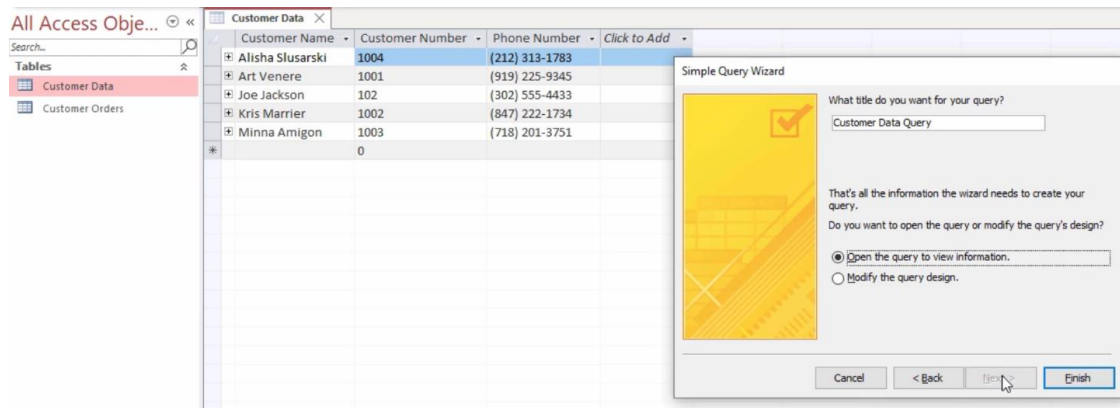 All Access Obje... «
Search...
Tables
Customer Data
Customer Orders
Customer Data
Customer Name Customer Number Phone Number Click to Add
Alisha Slusarski 1004 (212) 313-1783
Art Venere 1001 (919) 225-9345
Joe Jackson 102 (302) 555-4433
Kris Marrier 1002 (847) 222-1734
Minna Amigon 1003 (718) 201-3751
* 0
Simple Query Wizard
What title do you want for your query?
Customer Data Query
That's all the information the wizard needs to create your
query.
Do you want to open the query or modify the query's design?
Open the query to view information.
Modify the query design.
Cancel < Back Next > Finish